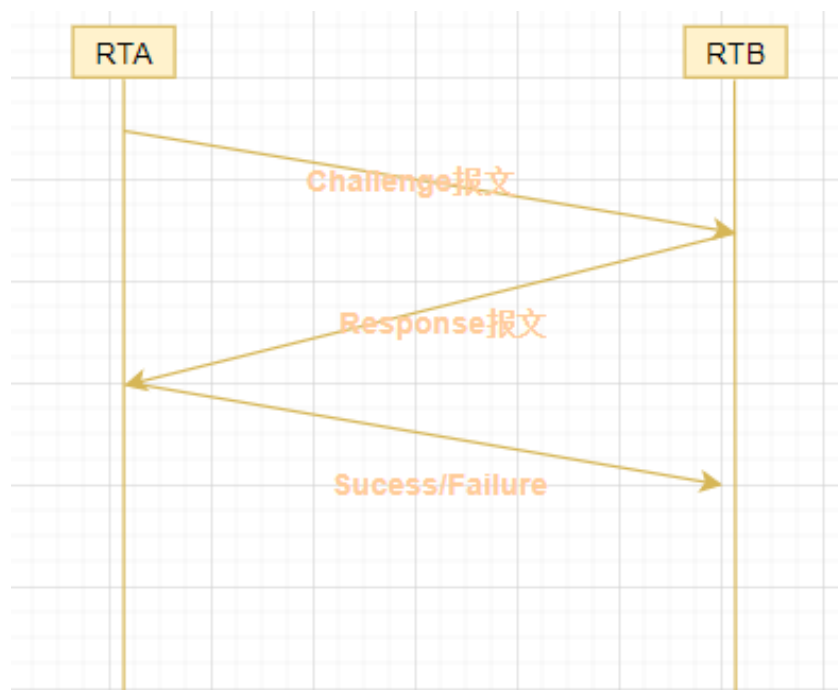 RTA
RTB
Challenge报文
Response报文
Sucess/Failure